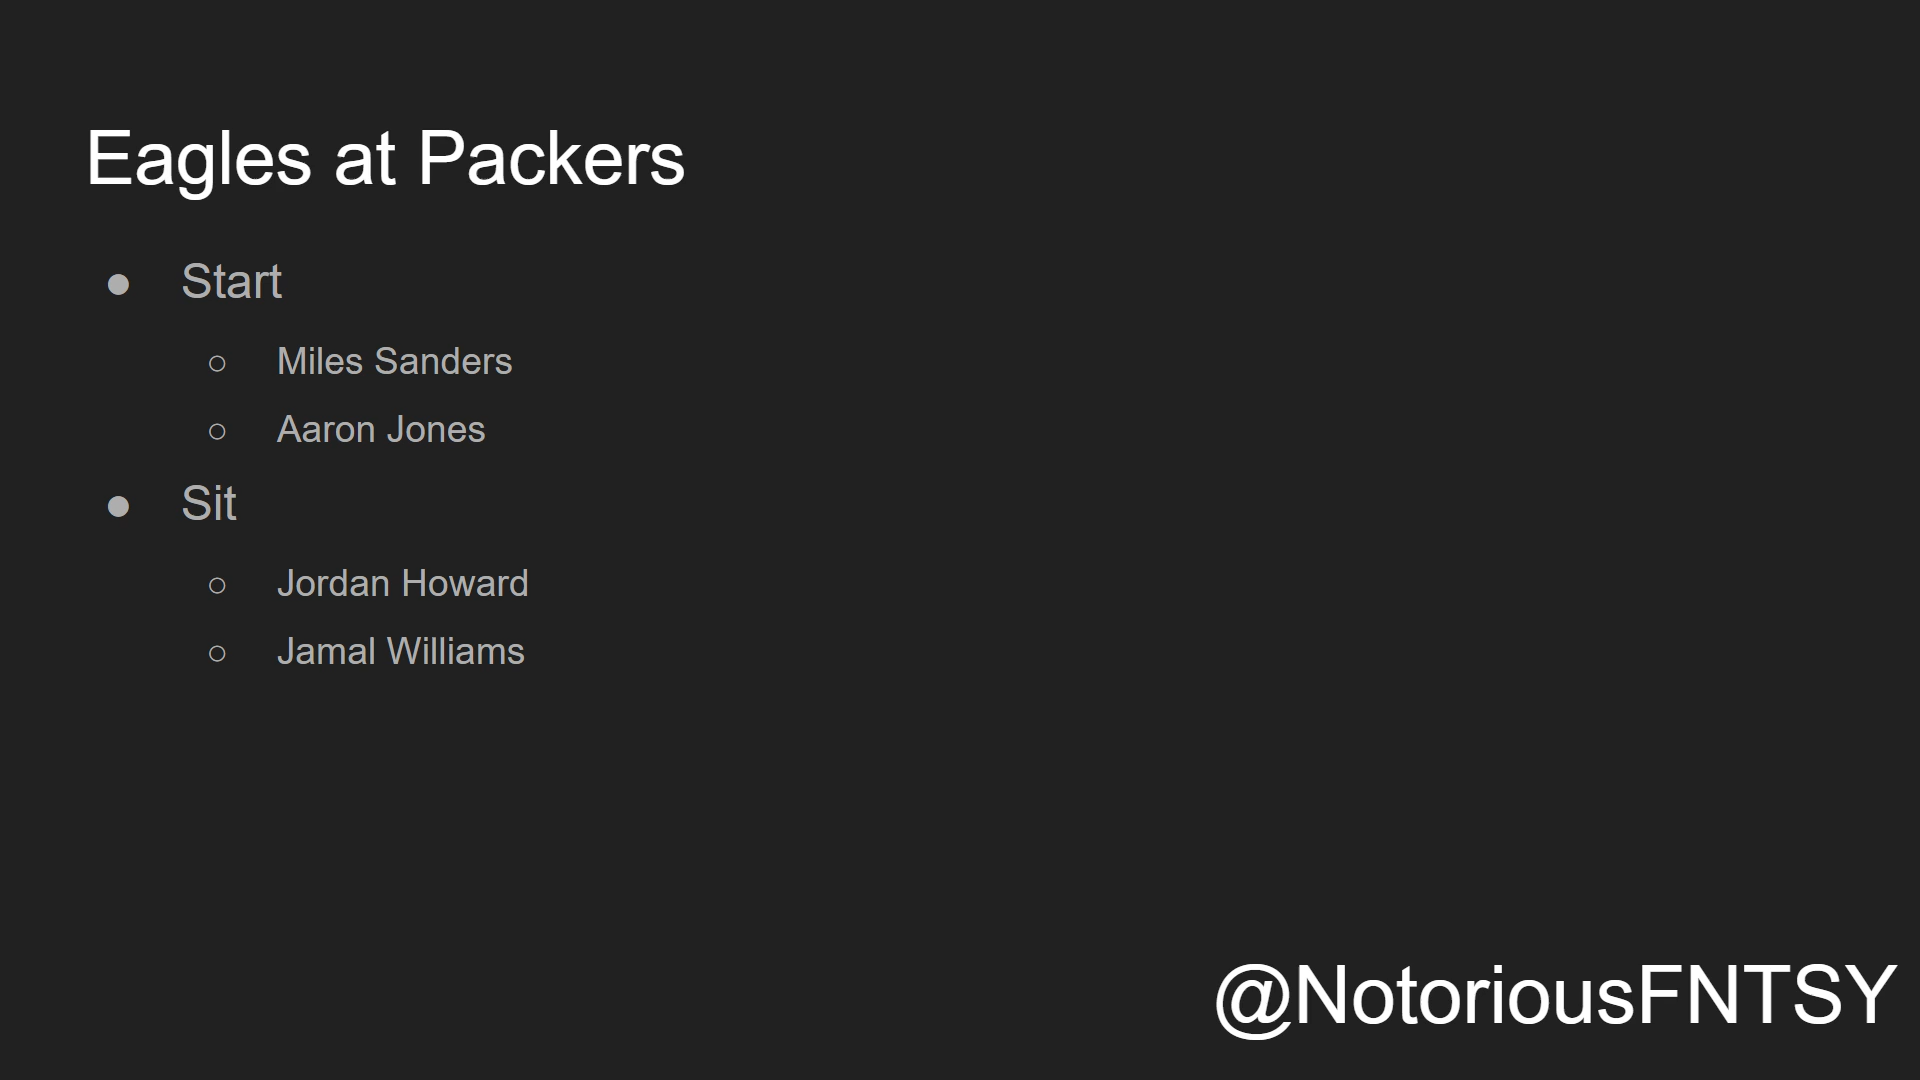 Eagles at Packers
● Start
○ Miles Sanders
○ Aaron Jones
● Sit
○ Jordan Howard
○ Jamal Williams
@NotoriousFNTSY